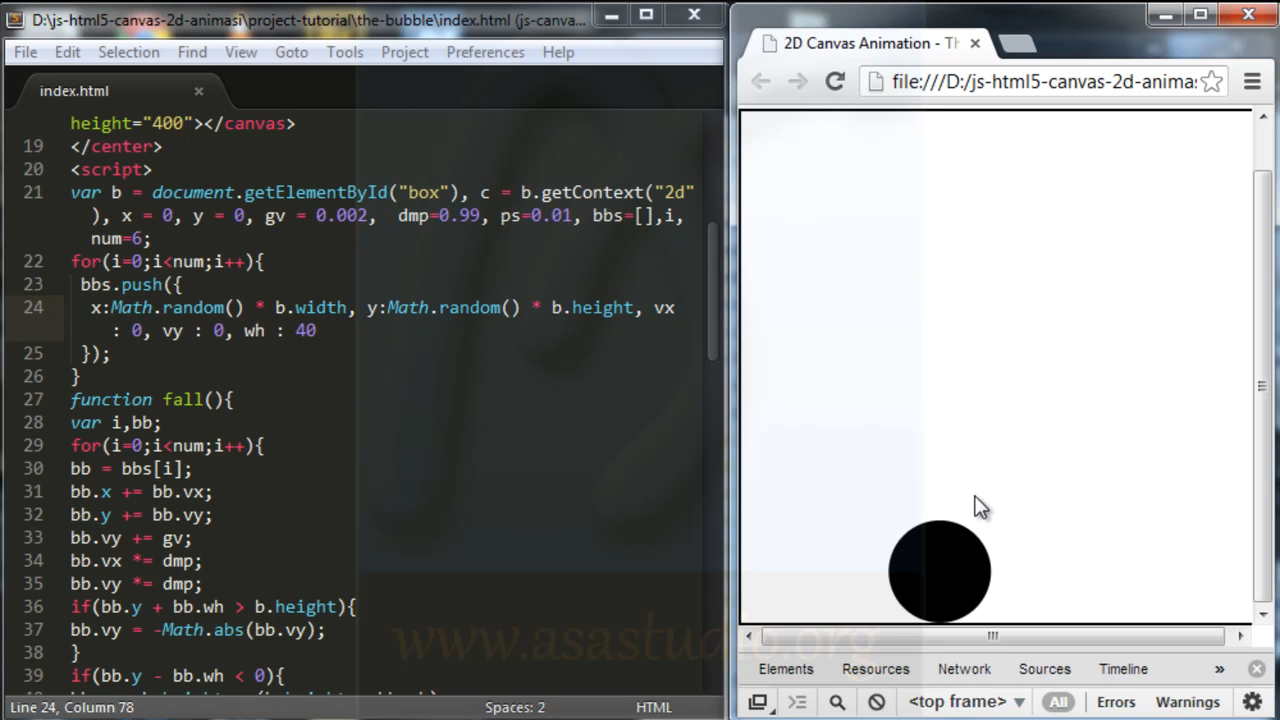 D:\js-html5-canvas-2d-animasi\project-tutorial\the-bubble\index.html (js-canva...
File Edit Selection Find View Goto Tools Project Preferences Help
index.html ×
height="400"></canvas>
19 </center>
20 <script>
21 var b = document.getElementById("box"), c = b.getContext("2d"
), x = 0, y = 0, gv = 0.002,  dmp=0.99, ps=0.01, bbs=[],i,
num=6;
22 for(i=0;i<num;i++){
23 bbs.push({
24 x:Math.random() * b.width, y:Math.random() * b.height, vx
: 0, vy : 0, wh : 40
25 });
26 }
27 function fall(){
28 var i,bb;
29 for(i=0;i<num;i++){
30 bb = bbs[i];
31 bb.x += bb.vx;
32 bb.y += bb.vy;
33 bb.vy += gv;
34 bb.vx *= dmp;
35 bb.vy *= dmp;
36 if(bb.y + bb.wh > b.height){
37 bb.vy = -Math.abs(bb.vy);
38 }
39 if(bb.y - bb.wh < 0){
Line 24, Column 78 Spaces: 2 HTML
2D Canvas Animation - Th
file:///D:/js-html5-canvas-2d-animas
www.asastudio.org
Elements Resources Network Sources Timeline »
<top frame> All Errors Warnings